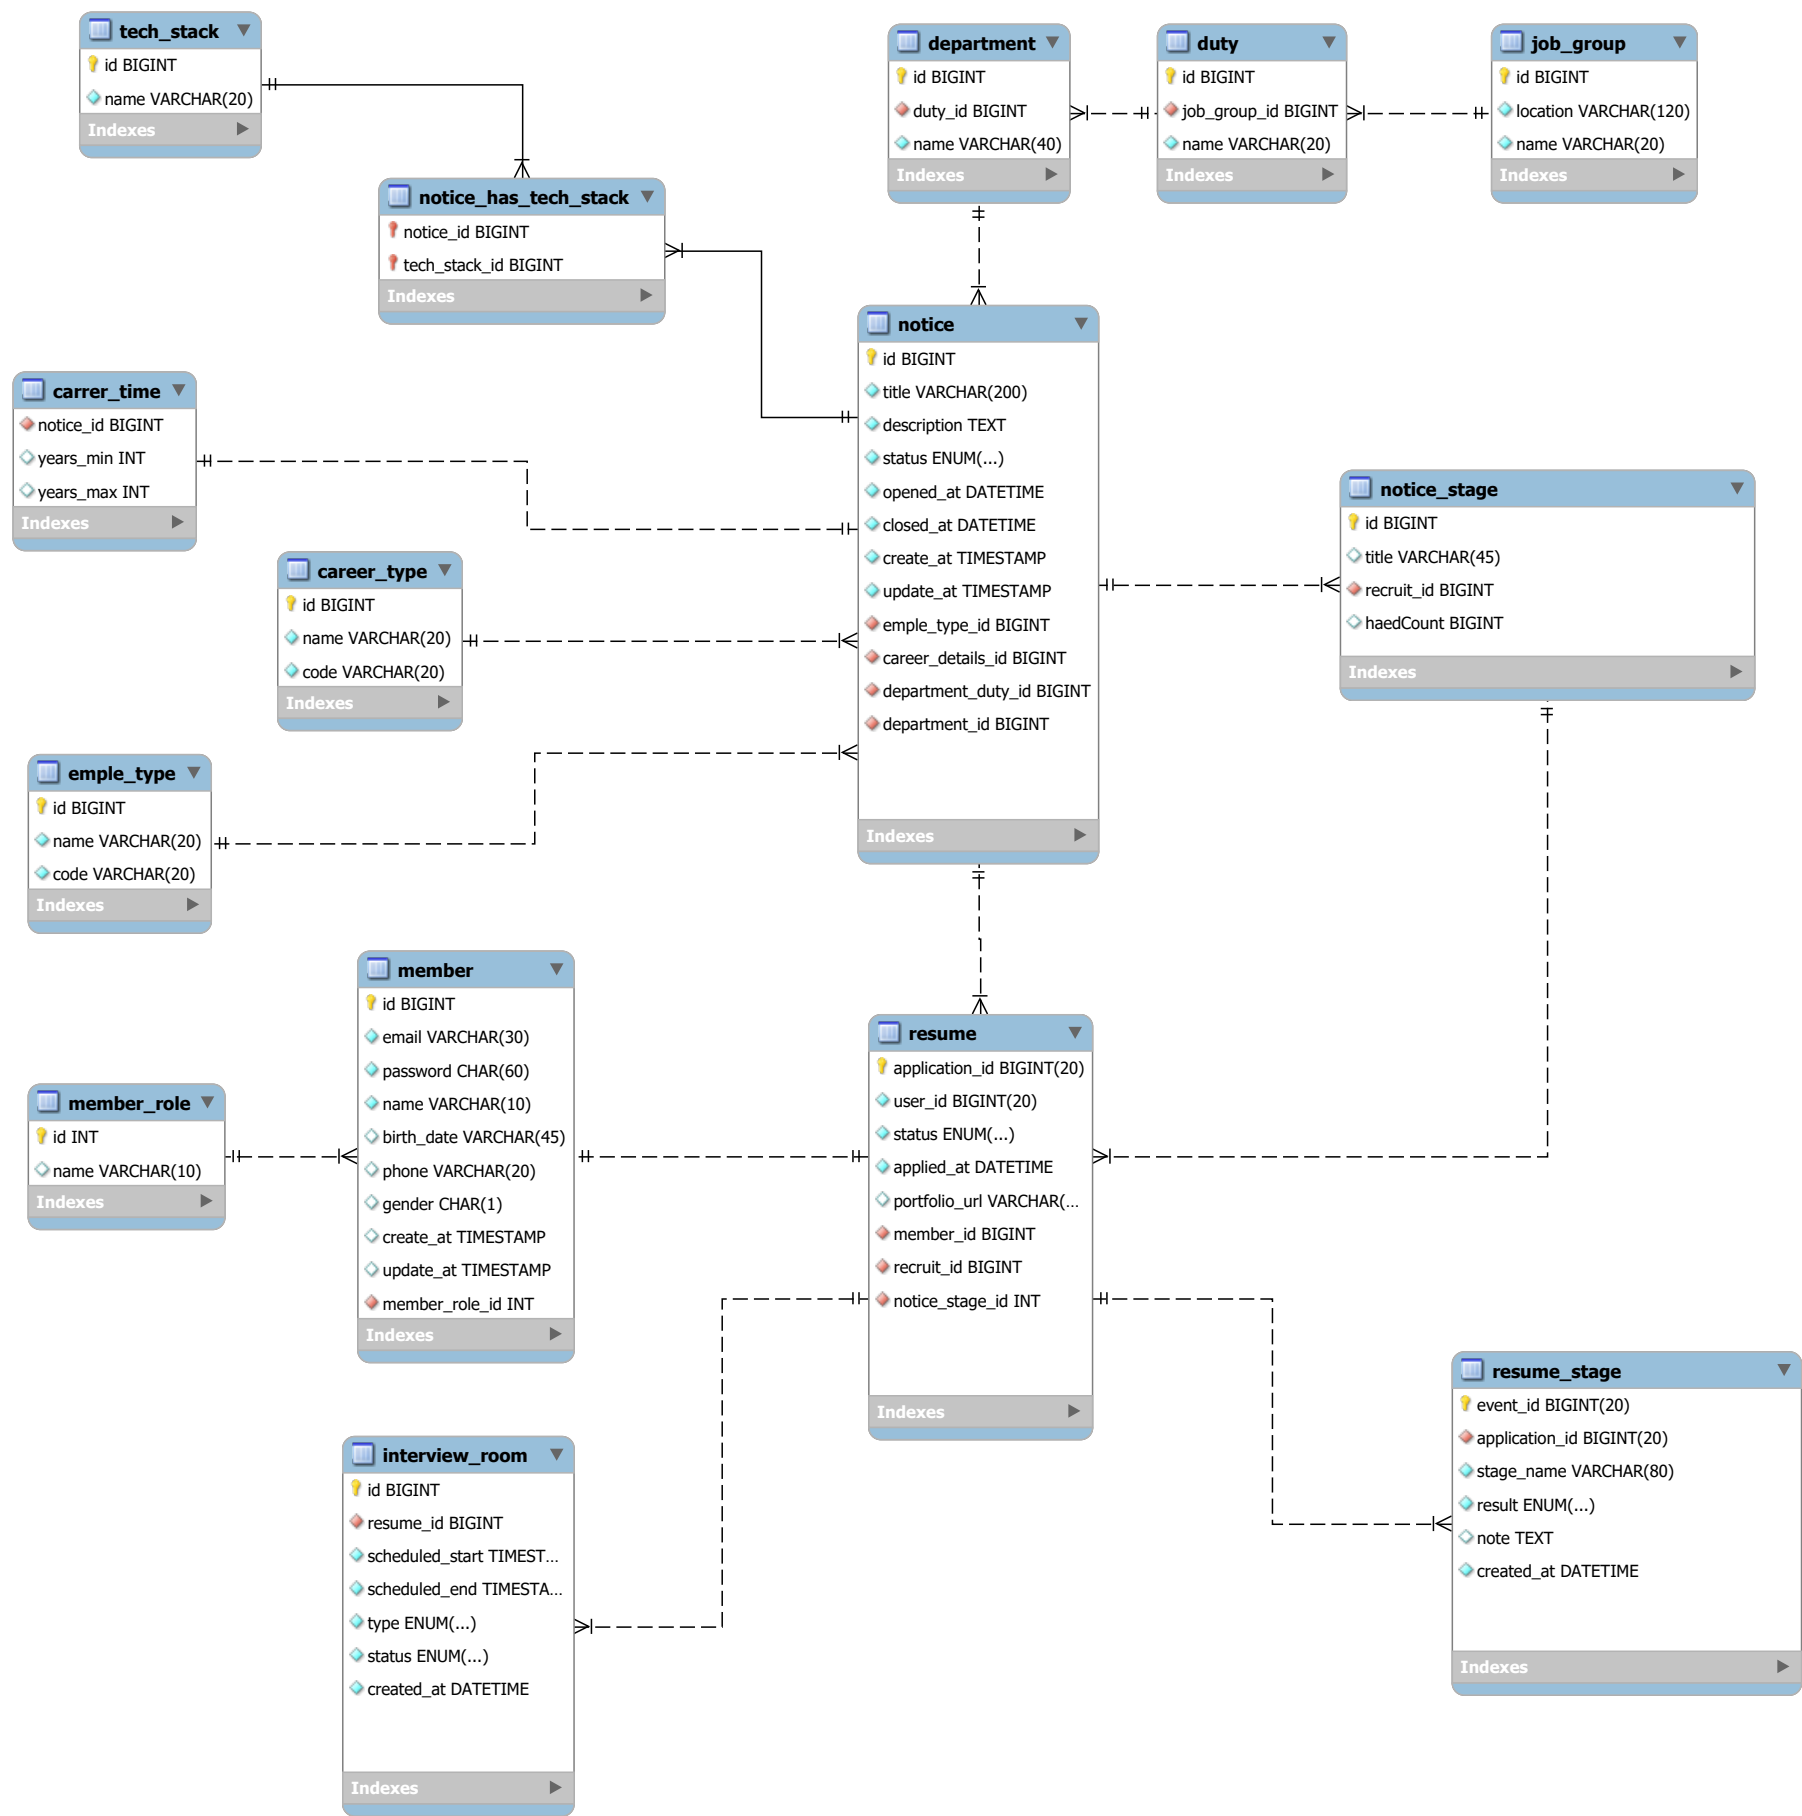 tech_stack
id BIGINT
name VARCHAR(20)
Indexes
department
id BIGINT
duty_id BIGINT
name VARCHAR(40)
Indexes
duty
id BIGINT
job_group_id BIGINT
name VARCHAR(20)
Indexes
job_group
id BIGINT
location VARCHAR(120)
name VARCHAR(20)
Indexes
notice_has_tech_stack
notice_id BIGINT
tech_stack_id BIGINT
Indexes
notice
id BIGINT
title VARCHAR(200)
description TEXT
status ENUM(...)
opened_at DATETIME
closed_at DATETIME
create_at TIMESTAMP
update_at TIMESTAMP
emple_type_id BIGINT
career_details_id BIGINT
department_duty_id BIGINT
department_id BIGINT
Indexes
carrer_time
notice_id BIGINT
years_min INT
years_max INT
Indexes
career_type
id BIGINT
name VARCHAR(20)
code VARCHAR(20)
Indexes
notice_stage
id BIGINT
title VARCHAR(45)
recruit_id BIGINT
haedCount BIGINT
Indexes
emple_type
id BIGINT
name VARCHAR(20)
code VARCHAR(20)
Indexes
member
id BIGINT
email VARCHAR(30)
password CHAR(60)
name VARCHAR(10)
birth_date VARCHAR(45)
phone VARCHAR(20)
gender CHAR(1)
create_at TIMESTAMP
update_at TIMESTAMP
member_role_id INT
Indexes
member_role
id INT
name VARCHAR(10)
Indexes
resume
application_id BIGINT(20)
user_id BIGINT(20)
status ENUM(...)
applied_at DATETIME
portfolio_url VARCHAR(...
member_id BIGINT
recruit_id BIGINT
notice_stage_id INT
Indexes
resume_stage
event_id BIGINT(20)
application_id BIGINT(20)
stage_name VARCHAR(80)
result ENUM(...)
note TEXT
created_at DATETIME
Indexes
interview_room
id BIGINT
resume_id BIGINT
scheduled_start TIMEST...
scheduled_end TIMESTA...
type ENUM(...)
status ENUM(...)
created_at DATETIME
Indexes